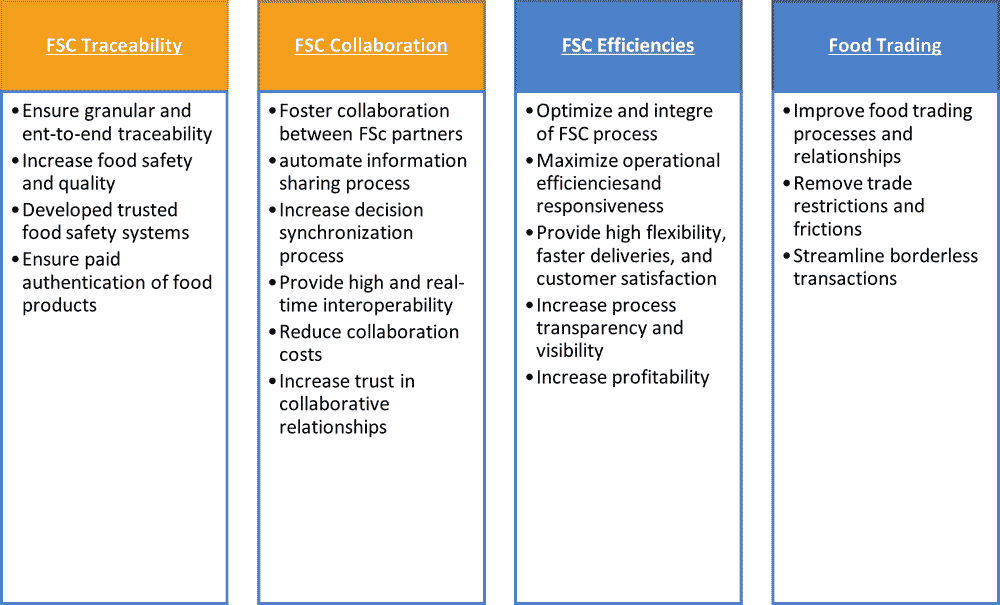 FSC Traceability
•Ensure granular and
ent-to-end traceability
•Increase food safety
and quality
•Developed trusted
food safety systems
•Ensure paid
authentication of food
products
FSC Collaboration
•Foster collaboration
between FSc partners
•automate information
sharing process
•Increase decision
synchronization
process
•Provide high and real-
time interoperability
•Reduce collaboration
costs
•Increase trust in
collaborative
relationships
FSC Efficiencies
•Optimize and integre
of FSC process
•Maximize operational
efficienciesand
responsiveness
•Provide high flexibility,
faster deliveries, and
customer satisfaction
•Increase process
transparency and
visibility
•Increase profitability
Food Trading
•Improve food trading
processes and
relationships
•Remove trade
restrictions and
frictions
•Streamline borderless
transactions